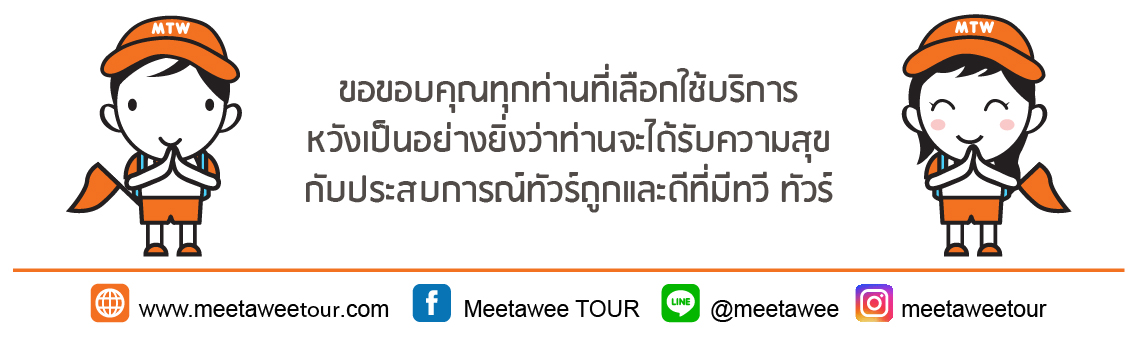 MTW
MTW
ขอขอบคุณทุกท่านที่เลือกใช้บริการ
หวังเป็นอย่างยิ่งว่าท่านจะได้รับความสุข
กับประสบการณ์ทัวร์ถูกและดีที่มีทวี ทัวร์
www.meetaweetour.com f Meetawee TOUR LINE @meetawee meetaweetour